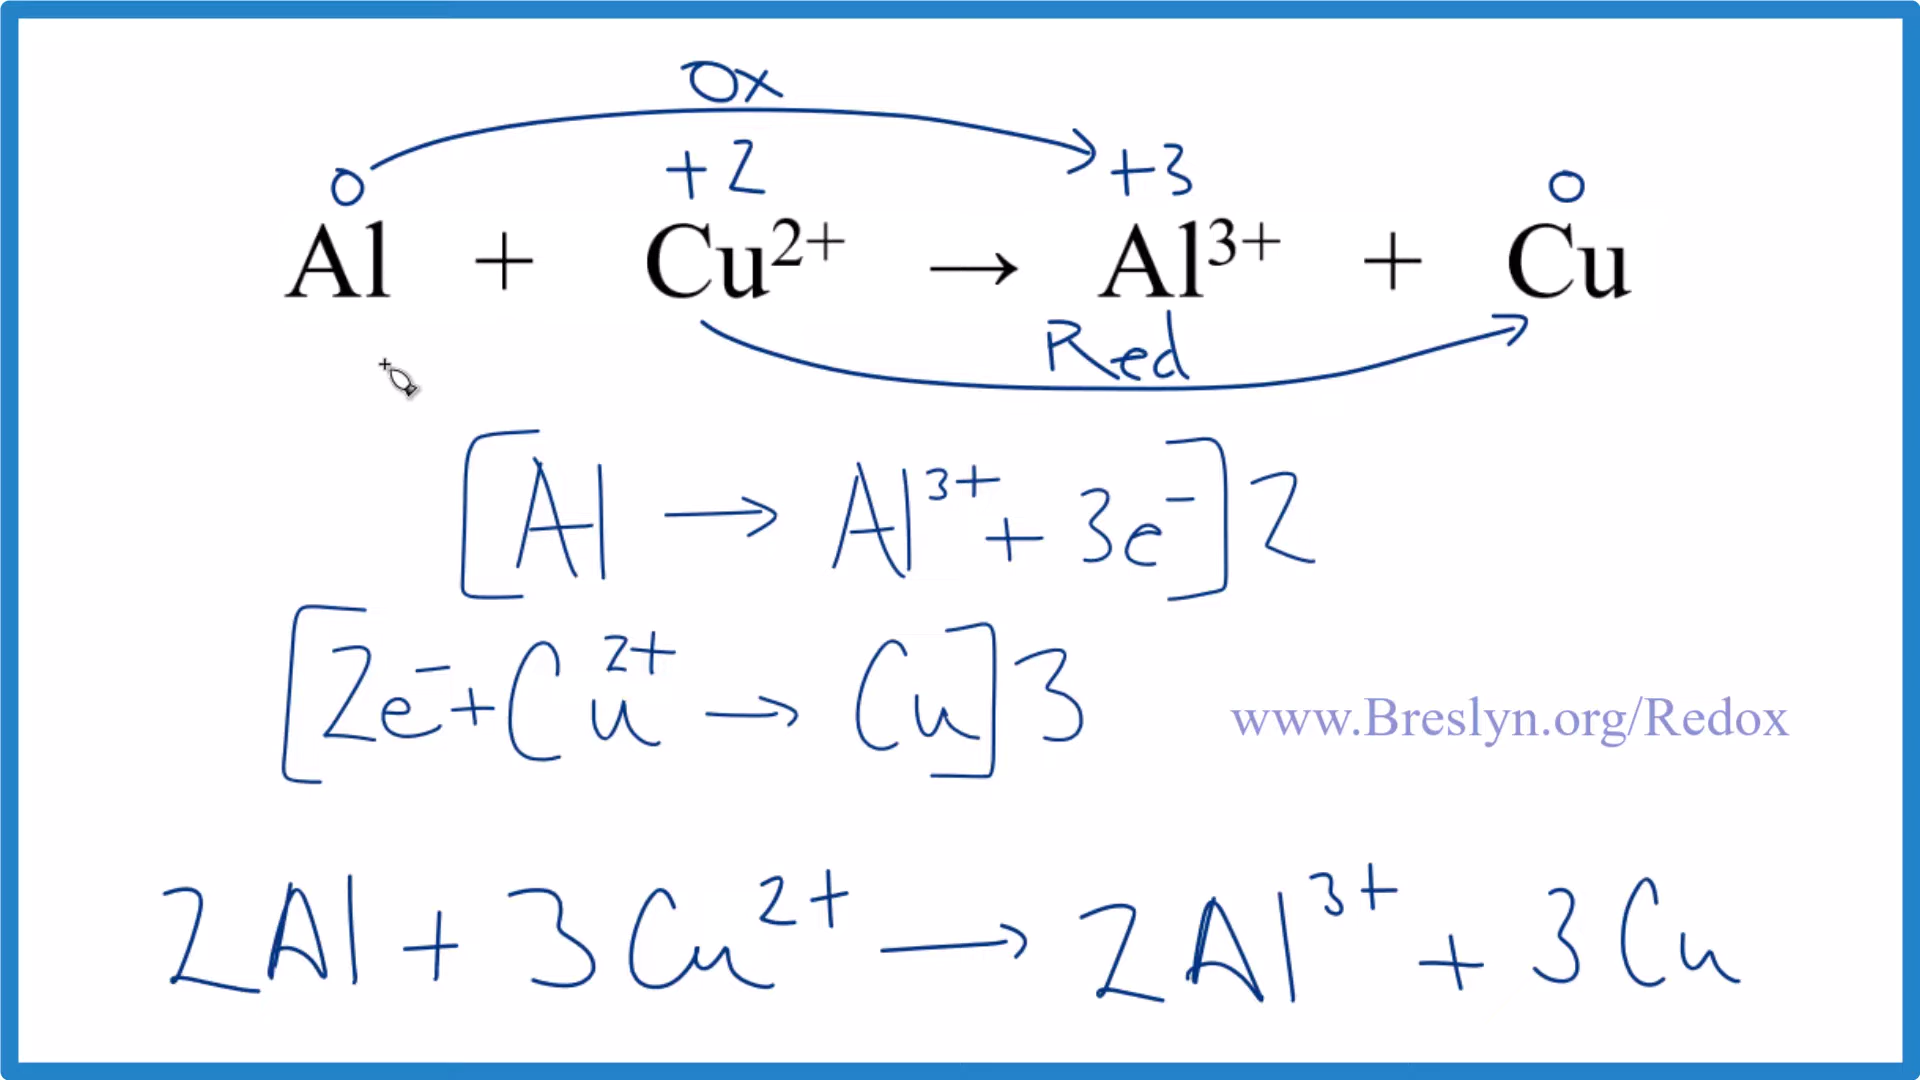 Ox
0 +2 +3 0
Al + Cu²⁺ → Al³⁺ + Cu
Red
[Al → Al³⁺ + 3e⁻]2
[2e⁻ + Cu²⁺ → Cu]3
www.Breslyn.org/Redox
2Al + 3Cu²⁺ → 2Al³⁺ + 3Cu